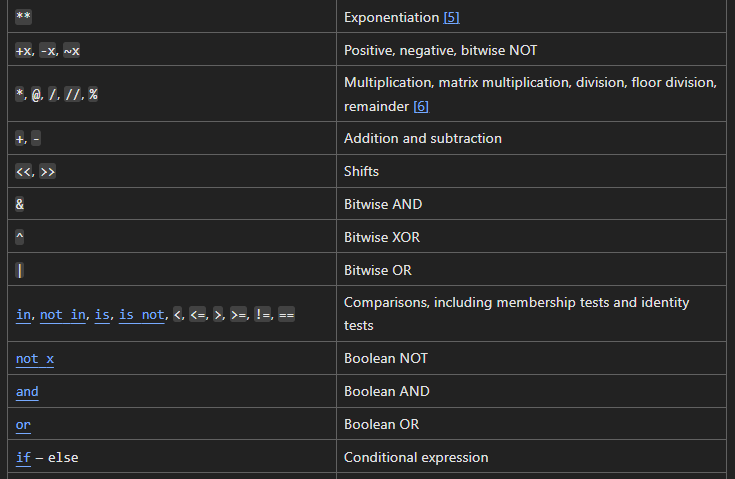 ** Exponentiation [5]
+x, -x, ~x Positive, negative, bitwise NOT
*, @, /, //, % Multiplication, matrix multiplication, division, floor division,
remainder [6]
+, - Addition and subtraction
<<, >> Shifts
& Bitwise AND
^ Bitwise XOR
| Bitwise OR
in, not in, is, is not, <, <=, >, >=, !=, == Comparisons, including membership tests and identity
tests
not x Boolean NOT
and Boolean AND
or Boolean OR
if – else Conditional expression